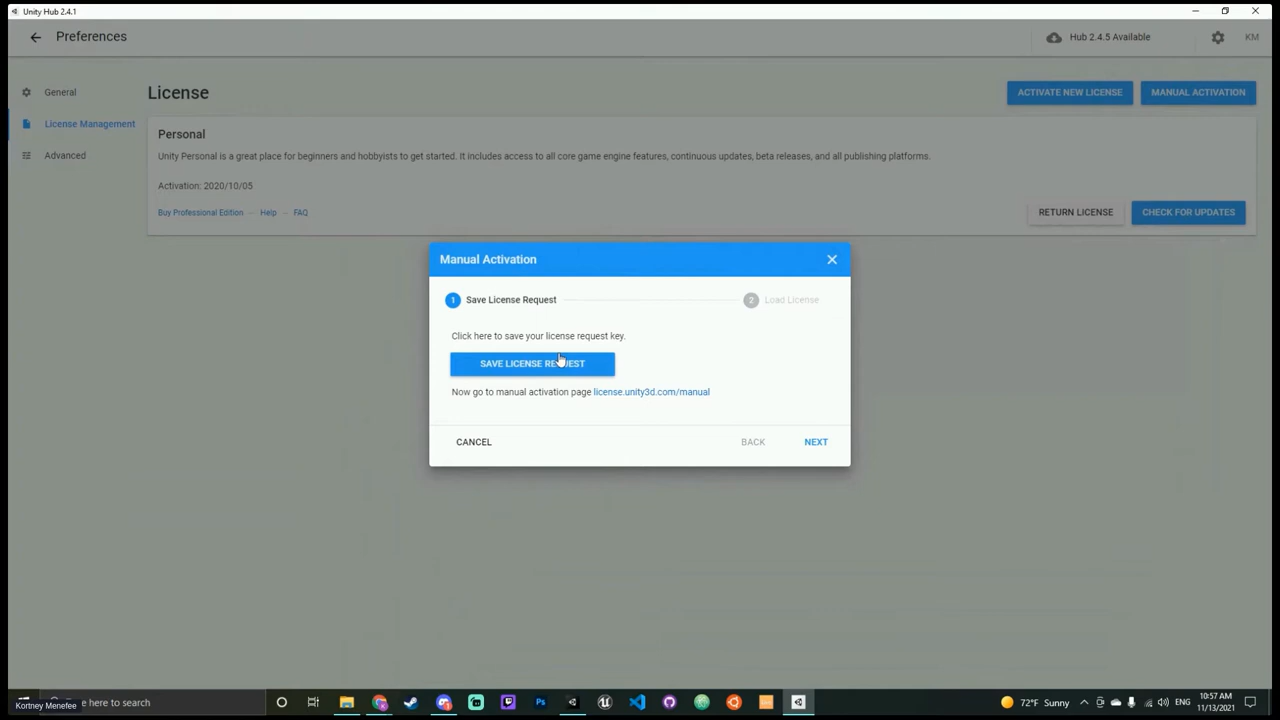 Unity Hub 2.4.1
Preferences
Hub 2.4.5 Available
KM
General
License Management
Advanced
License
ACTIVATE NEW LICENSE
MANUAL ACTIVATION
Personal
Unity Personal is a great place for beginners and hobbyists to get started. It includes access to all core game engine features, continuous updates, beta releases, and all publishing platforms.
Activation: 2020/10/05
Buy Professional Edition -- Help -- FAQ
RETURN LICENSE
CHECK FOR UPDATES
Manual Activation
1 Save License Request
2 Load License
Click here to save your license request key.
SAVE LICENSE REQUEST
Now go to manual activation page license.unity3d.com/manual
CANCEL
BACK
NEXT
here to search
Kortney Menefee
Ps
72°F Sunny
ENG
10:57 AM
11/13/2021